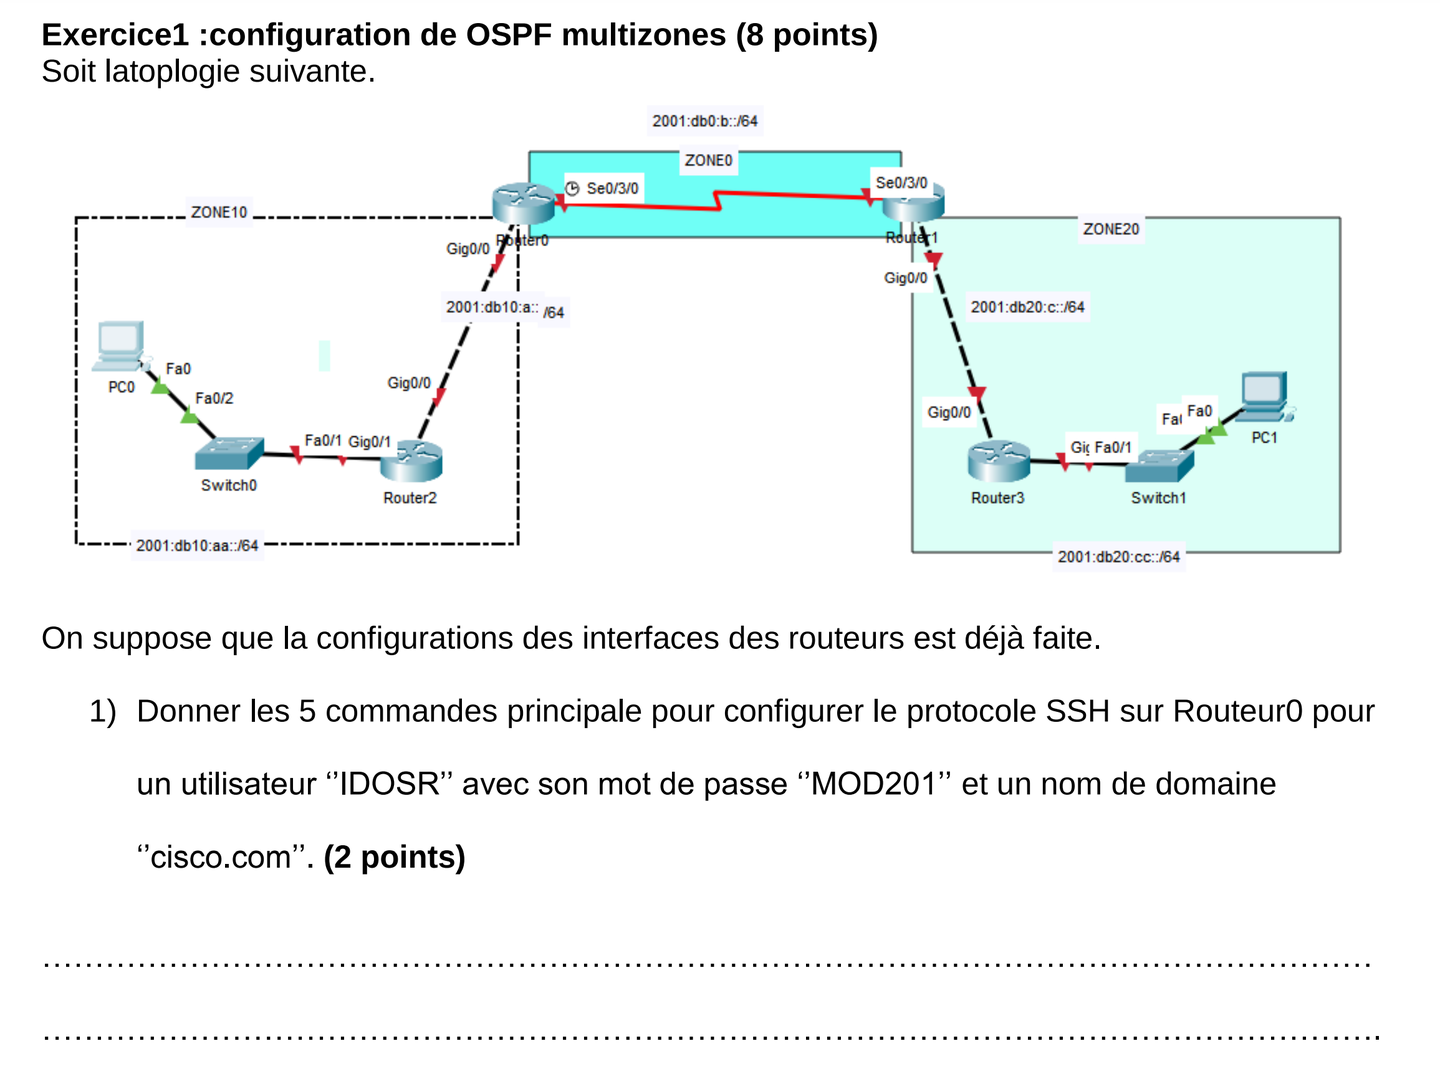 Exercice1 :configuration de OSPF multizones (8 points)
Soit latoplogie suivante.
2001:db0:b::/64
ZONE0
Se0/3/0
Se0/3/0
ZONE10
Router0
Router1
ZONE20
Gig0/0
Gig0/0
2001:db10:a:: /64
2001:db20:c::/64
PC0
Fa0
Fa0/2
Gig0/0
Gig0/0
Fa0
Fa0
PC1
Fa0/1
Gig0/1
Gig
Fa0/1
Switch0
Router2
Router3
Switch1
2001:db10:aa::/64
2001:db20:cc::/64
On suppose que la configurations des interfaces des routeurs est déjà faite.
1) Donner les 5 commandes principale pour configurer le protocole SSH sur Routeur0 pour
un utilisateur ‘’IDOSR’’ avec son mot de passe ‘’MOD201’’ et un nom de domaine
‘’cisco.com’’. (2 points)